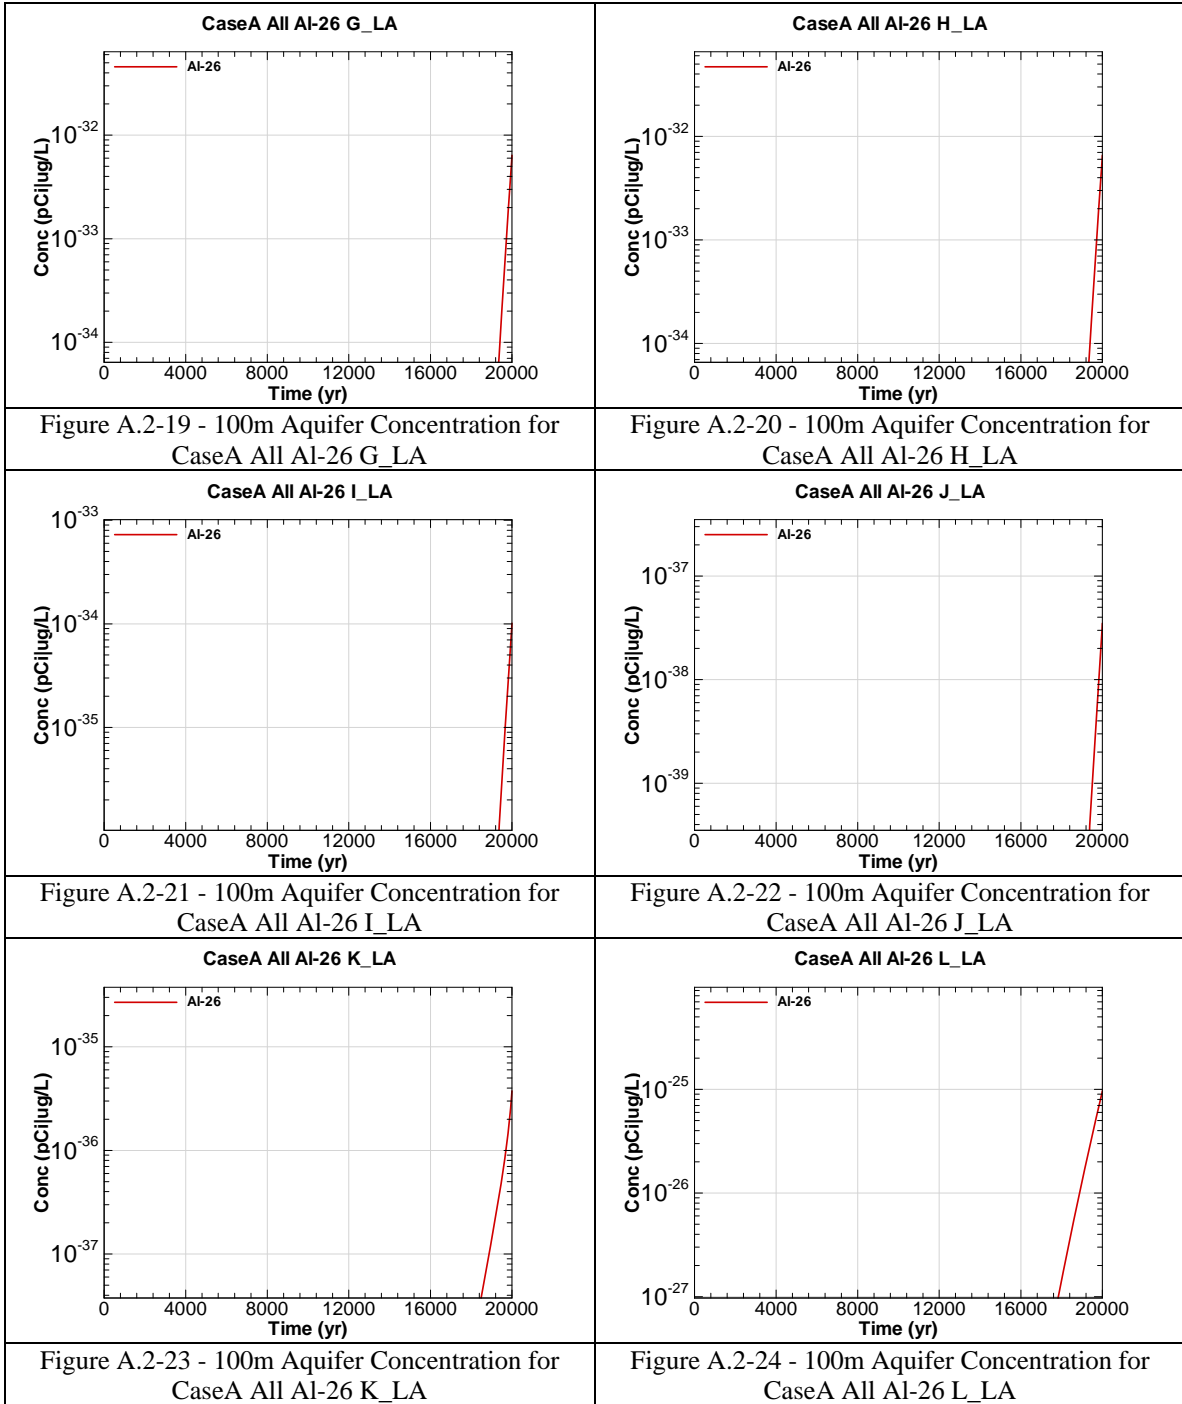 CaseA All Al-26 G_LA
Al-26
Conc (pCi|ug/L)
10-32
10-33
10-34
0 4000 8000 12000 16000 20000
Time (yr)
Figure A.2-19 - 100m Aquifer Concentration for
CaseA All Al-26 G_LA
CaseA All Al-26 H_LA
Al-26
Conc (pCi|ug/L)
10-32
10-33
10-34
0 4000 8000 12000 16000 20000
Time (yr)
Figure A.2-20 - 100m Aquifer Concentration for
CaseA All Al-26 H_LA
CaseA All Al-26 I_LA
Al-26
Conc (pCi|ug/L)
10-33
10-34
10-35
0 4000 8000 12000 16000 20000
Time (yr)
Figure A.2-21 - 100m Aquifer Concentration for
CaseA All Al-26 I_LA
CaseA All Al-26 J_LA
Al-26
Conc (pCi|ug/L)
10-37
10-38
10-39
0 4000 8000 12000 16000 20000
Time (yr)
Figure A.2-22 - 100m Aquifer Concentration for
CaseA All Al-26 J_LA
CaseA All Al-26 K_LA
Al-26
Conc (pCi|ug/L)
10-35
10-36
10-37
0 4000 8000 12000 16000 20000
Time (yr)
Figure A.2-23 - 100m Aquifer Concentration for
CaseA All Al-26 K_LA
CaseA All Al-26 L_LA
Al-26
Conc (pCi|ug/L)
10-25
10-26
10-27
0 4000 8000 12000 16000 20000
Time (yr)
Figure A.2-24 - 100m Aquifer Concentration for
CaseA All Al-26 L_LA